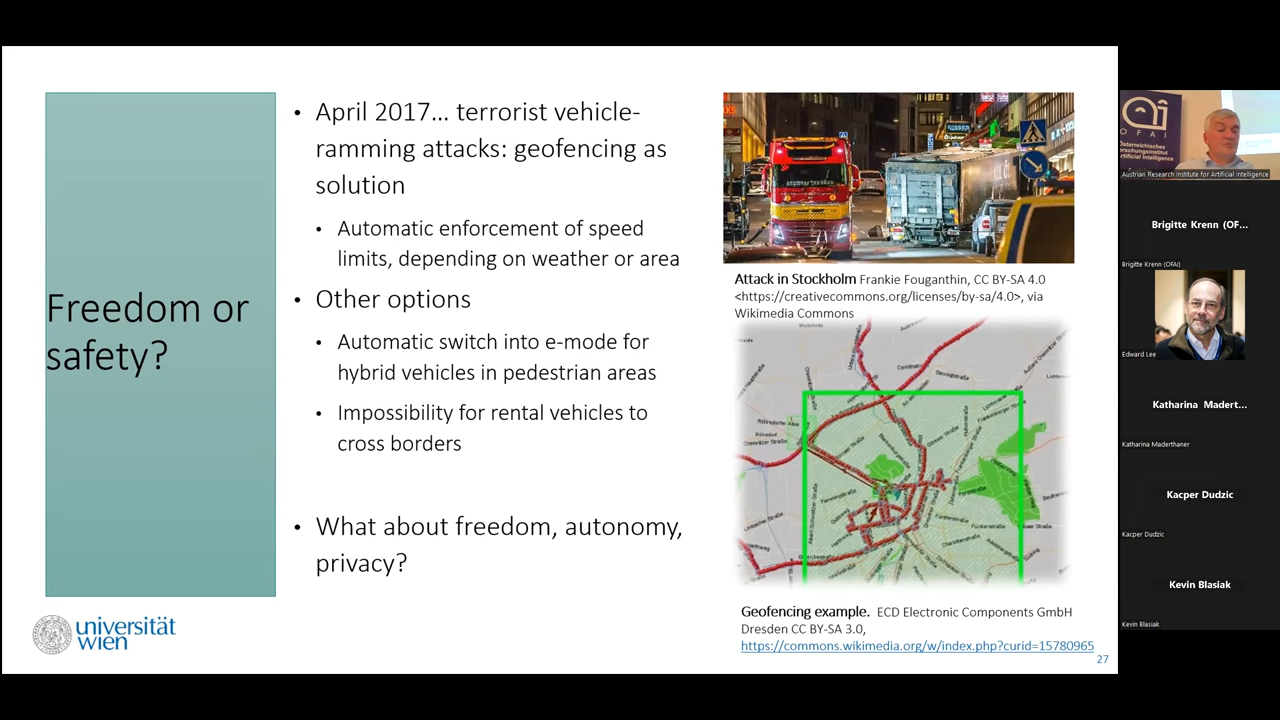 Freedom or
safety?
• April 2017... terrorist vehicle-
ramming attacks: geofencing as
solution
• Automatic enforcement of speed
limits, depending on weather or area
• Other options
• Automatic switch into e-mode for
hybrid vehicles in pedestrian areas
• Impossibility for rental vehicles to
cross borders
• What about freedom, autonomy,
privacy?
universität
wien
Attack in Stockholm Frankie Fouganthin, CC BY-SA 4.0
<https://creativecommons.org/licenses/by-sa/4.0>, via
Wikimedia Commons
Geofencing example. ECD Electronic Components GmbH
Dresden CC BY-SA 3.0,
https://commons.wikimedia.org/w/index.php?curid=15780965
27
OFAI
Österreichisches
Forschungsinstitut
Artificial Intelligence
Austrian Research Institute for Artificial Intelligence
Brigitte Krenn (OF...
Brigitte Krenn (OFAI)
Edward Lee
Katharina Madert...
Katharina Maderthaner
Kacper Dudzic
Kacper Dudzic
Kevin Blasiak
Kevin Blasiak